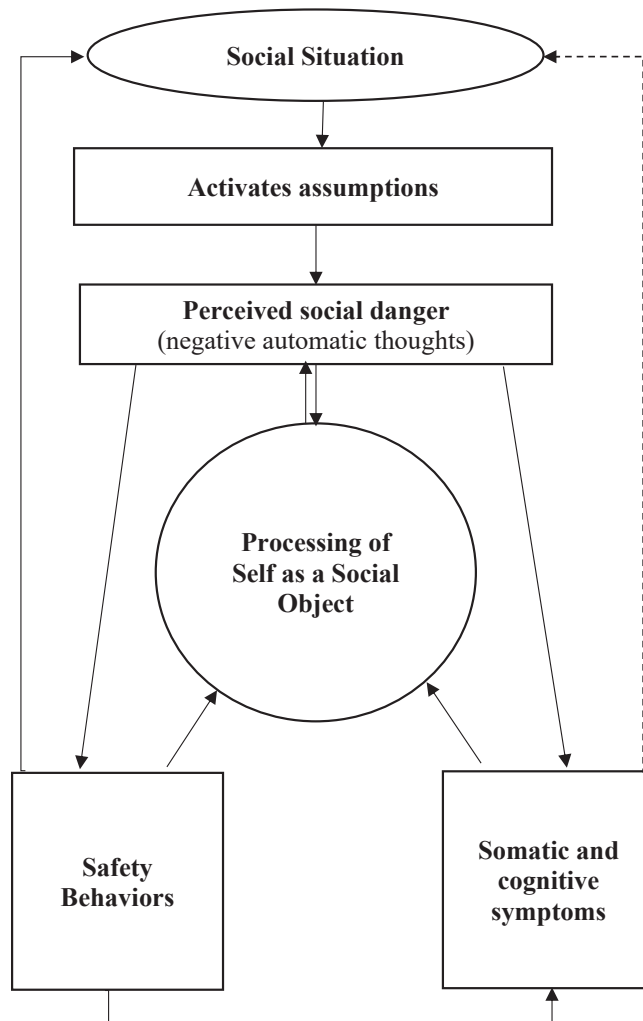 Social Situation
Activates assumptions
Perceived social danger
(negative automatic thoughts)
Processing of
Self as a Social
Object
Safety
Behaviors
Somatic and
cognitive
symptoms